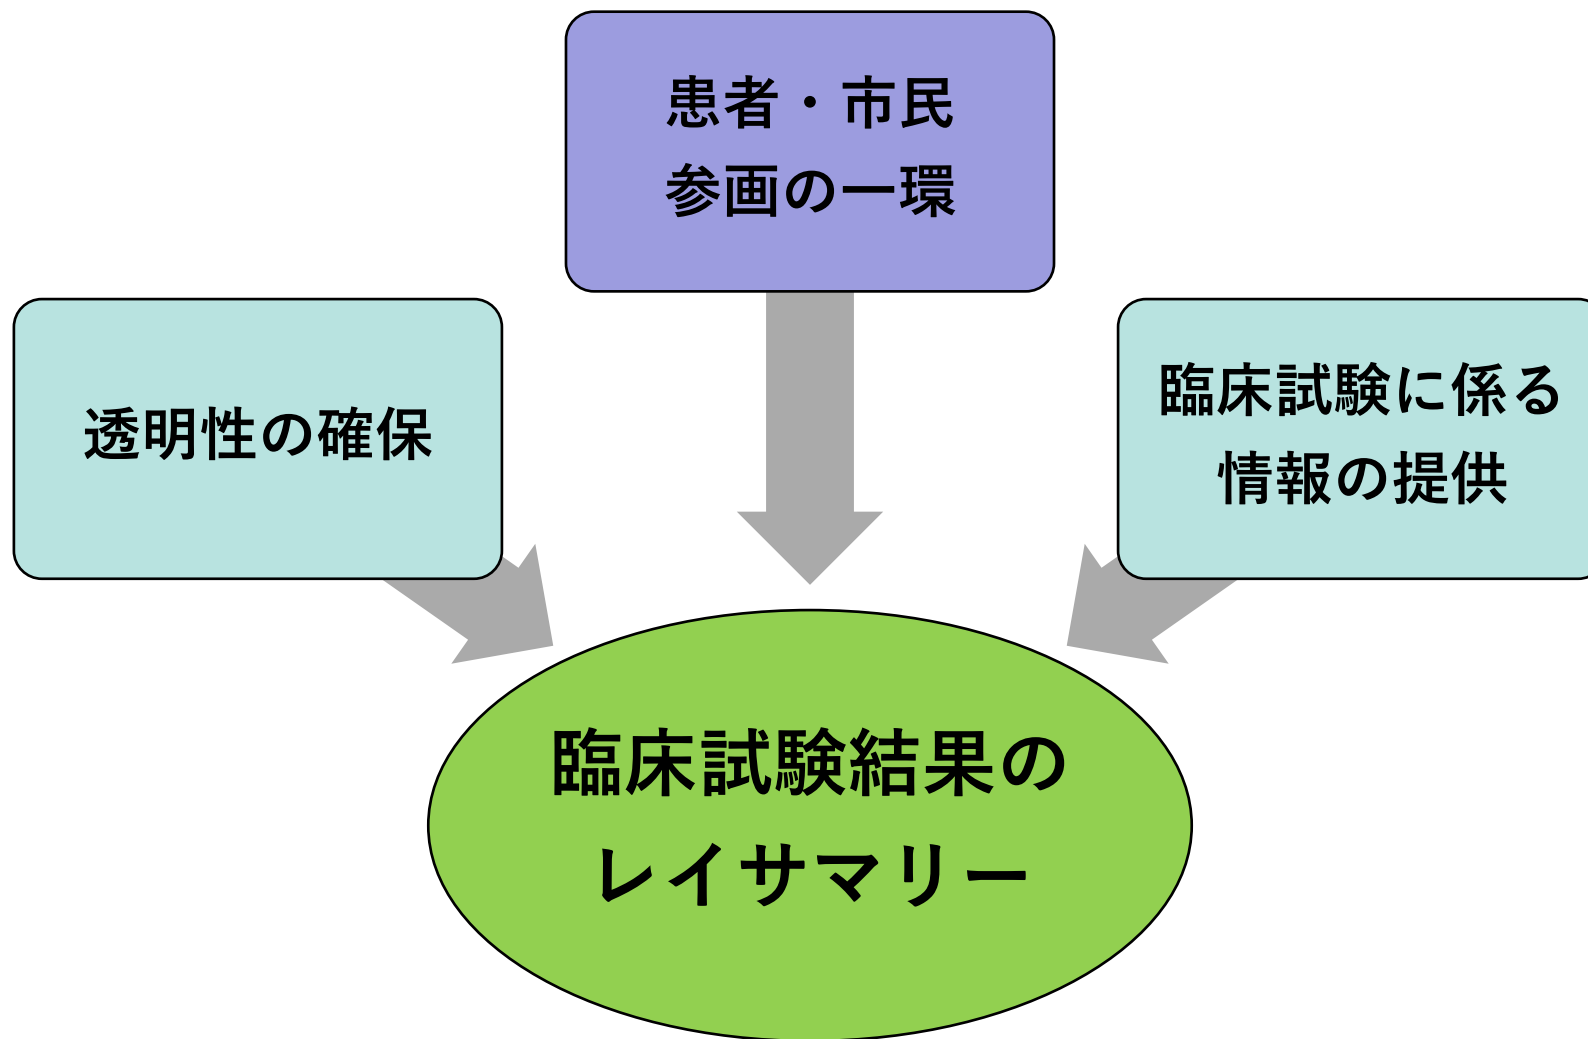 患者・市民
参画の一環
透明性の確保
臨床試験に係る
情報の提供
臨床試験結果の
レイサマリー